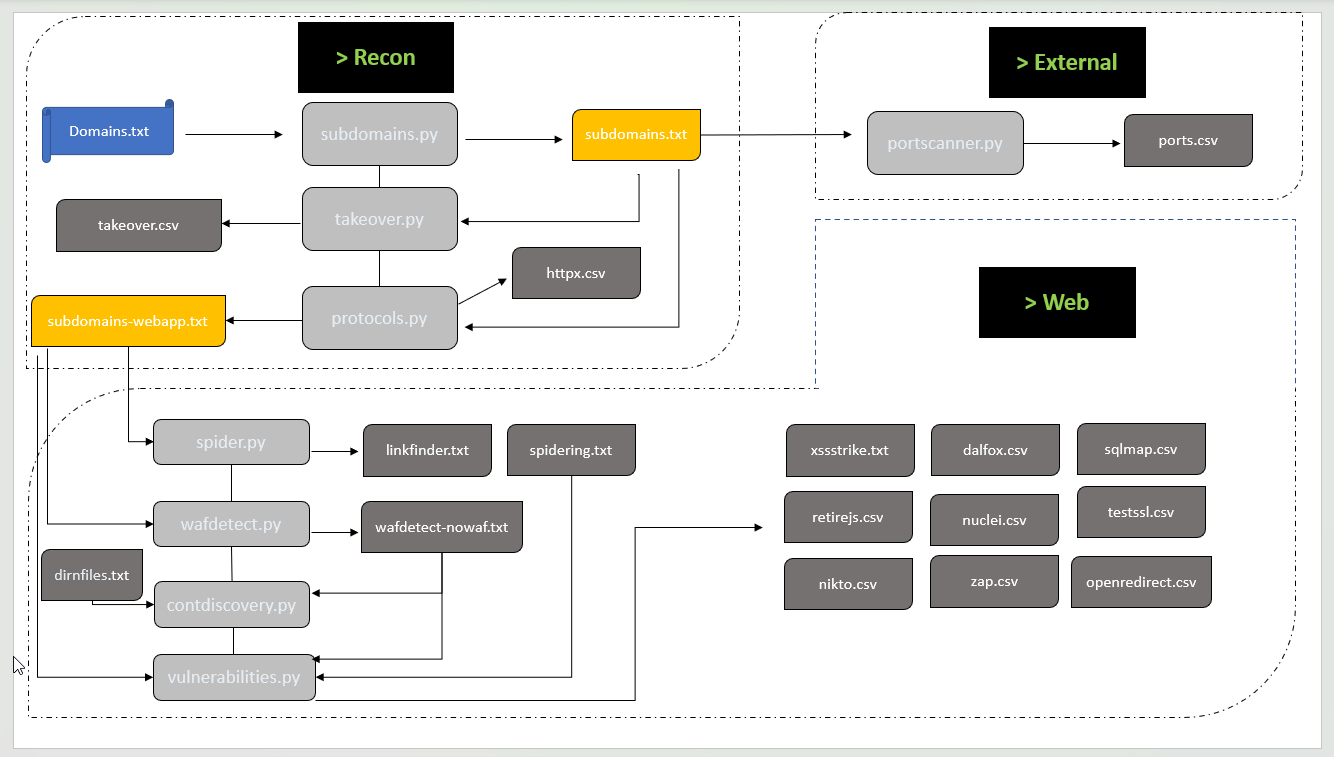 > Recon
> External
Domains.txt
subdomains.py
subdomains.txt
portscanner.py
ports.csv
takeover.csv
takeover.py
httpx.csv
subdomains-webapp.txt
protocols.py
> Web
spider.py
linkfinder.txt
spidering.txt
xssstrike.txt
dalfox.csv
sqlmap.csv
wafdetect.py
wafdetect-nowaf.txt
retirejs.csv
nuclei.csv
testssl.csv
dirnfiles.txt
contdiscovery.py
nikto.csv
zap.csv
openredirect.csv
vulnerabilities.py